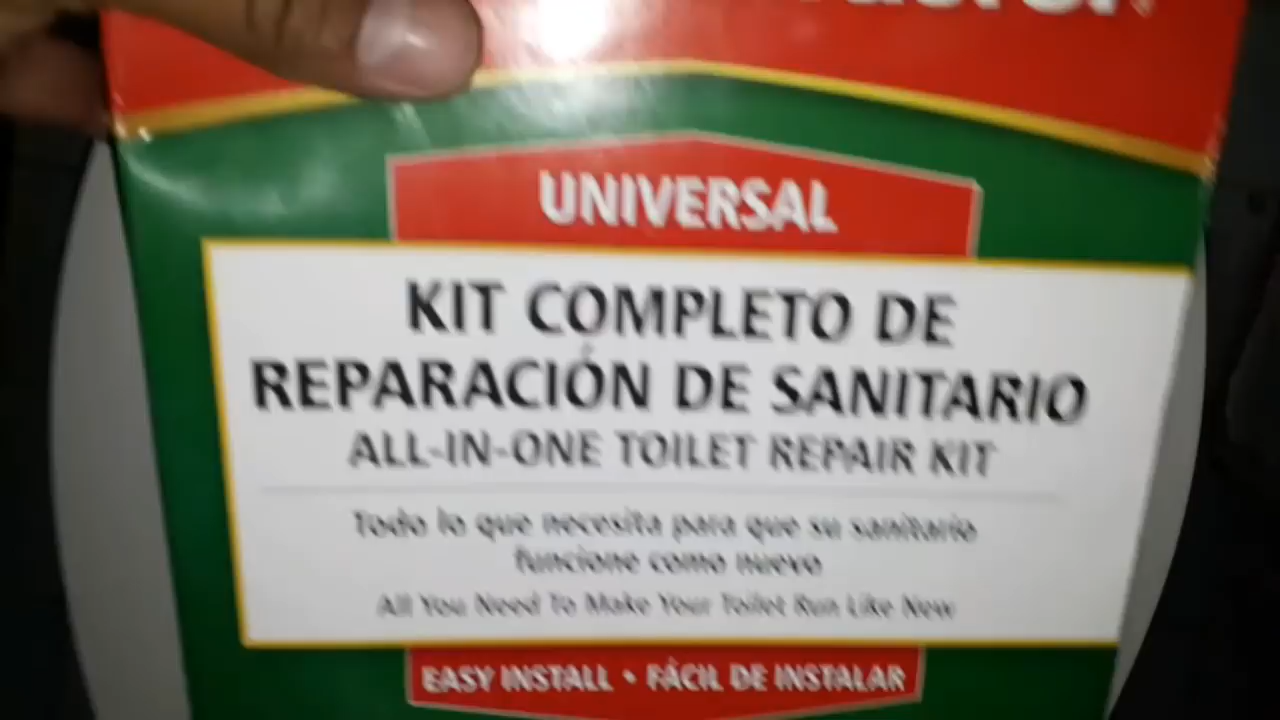 UNIVERSAL
KIT COMPLETO DE
REPARACIÓN DE SANITARIO
ALL-IN-ONE TOILET REPAIR KIT
Todo lo que necesita para que su sanitario
funcione como nuevo
All You Need To Make Your Toilet Run Like New
EASY INSTALL • FÁCIL DE INSTALAR